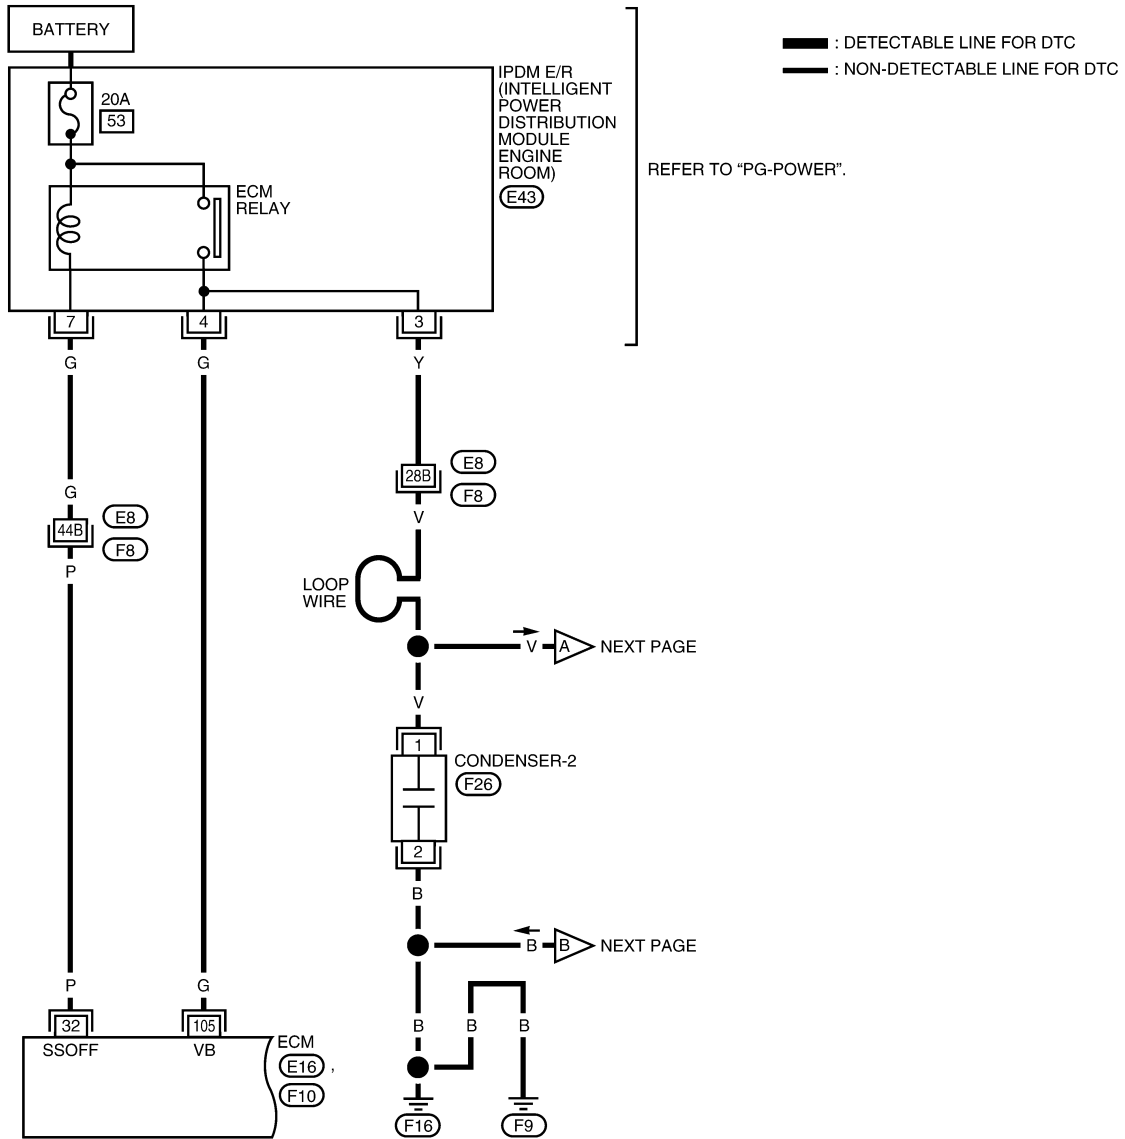 BATTERY
: DETECTABLE LINE FOR DTC
: NON-DETECTABLE LINE FOR DTC
20A
53
IPDM E/R
(INTELLIGENT
POWER
DISTRIBUTION
MODULE
ENGINE
ROOM)
E43
REFER TO “PG-POWER”.
ECM
RELAY
7
4
3
G
G
Y
28B
E8
F8
G
44B
E8
F8
V
P
LOOP
WIRE
V
A
NEXT PAGE
V
1
CONDENSER-2
F26
2
B
B
B
NEXT PAGE
P
G
B
B
B
32
105
SSOFF
VB
ECM
E16 ,
F10
F16
F9